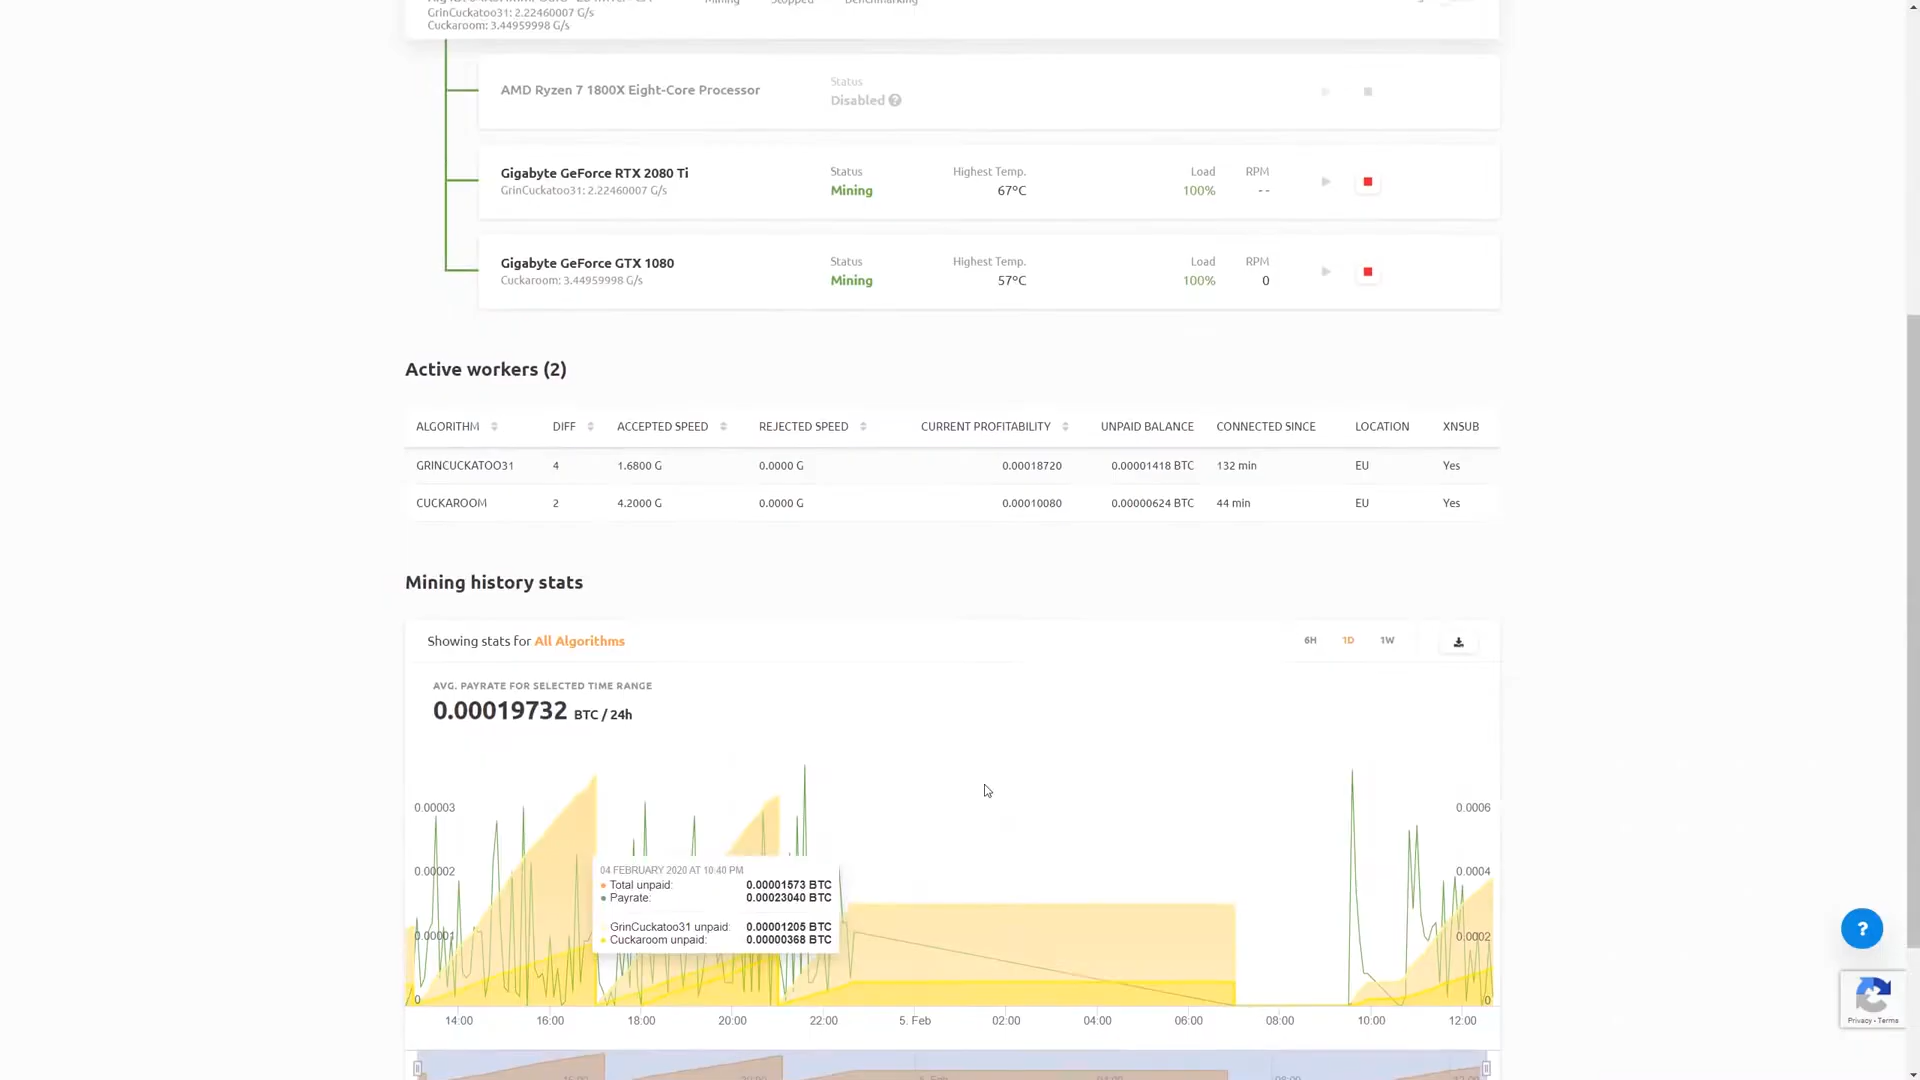 GrinCuckatoo31: 2.22460007 G/s
Mining Stopped Benchmarking
Cuckaroom: 3.44959998 G/s
AMD Ryzen 7 1800X Eight-Core Processor
Status
Disabled
Gigabyte GeForce RTX 2080 Ti
GrinCuckatoo31: 2.22460007 G/s
Status
Mining
Highest Temp.
67°C
Load
100%
RPM
- -
Gigabyte GeForce GTX 1080
Cuckaroom: 3.44959998 G/s
Status
Mining
Highest Temp.
57°C
Load
100%
RPM
0
Active workers (2)
ALGORITHM DIFF ACCEPTED SPEED REJECTED SPEED CURRENT PROFITABILITY UNPAID BALANCE CONNECTED SINCE LOCATION XNSUB
GRINCUCKATOO31 4 1.6800 G 0.0000 G 0.00018720 0.00001418 BTC 132 min EU Yes
CUCKAROOM 2 4.2000 G 0.0000 G 0.00010080 0.00000624 BTC 44 min EU Yes
Mining history stats
Showing stats for All Algorithms
6H 1D 1W
AVG. PAYRATE FOR SELECTED TIME RANGE
0.00019732 BTC / 24h
0.00003 0.0006
0.00002 0.0004
0.00001 0.0002
0 0
04 FEBRUARY 2020 AT 10:40 PM
Total unpaid: 0.00001573 BTC
Payrate: 0.00023040 BTC
GrinCuckatoo31 unpaid: 0.00001205 BTC
Cuckaroom unpaid: 0.00000368 BTC
14:00 16:00 18:00 20:00 22:00 5. Feb 02:00 04:00 06:00 08:00 10:00 12:00
?
Privacy - Terms